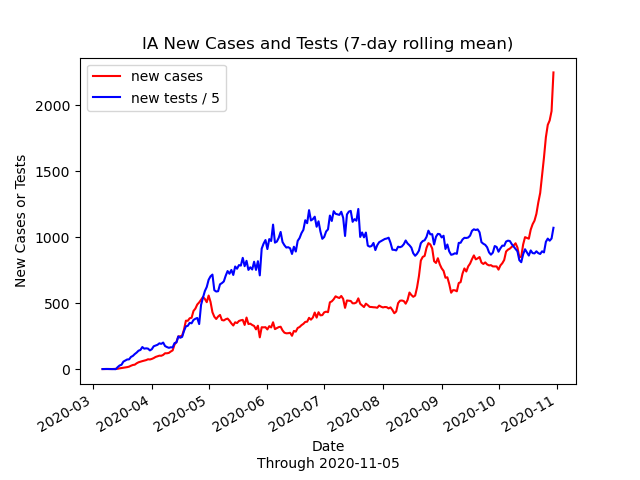 IA New Cases and Tests (7-day rolling mean)
new cases
new tests / 5
New Cases or Tests
2000
1500
1000
500
0
2020-03
2020-04
2020-05
2020-06
2020-07
2020-08
2020-09
2020-10
2020-11
Date
Through 2020-11-05